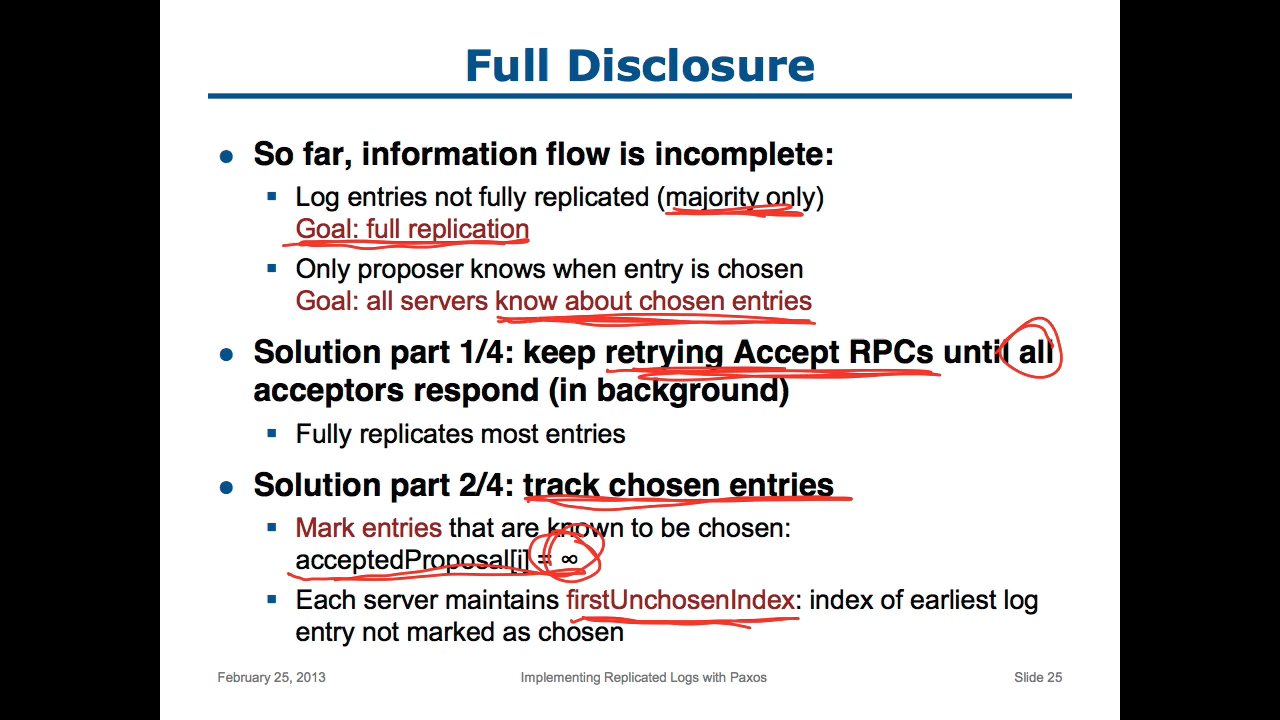 Full Disclosure
● So far, information flow is incomplete:
▪ Log entries not fully replicated (majority only)
Goal: full replication
▪ Only proposer knows when entry is chosen
Goal: all servers know about chosen entries
● Solution part 1/4: keep retrying Accept RPCs until all
acceptors respond (in background)
▪ Fully replicates most entries
● Solution part 2/4: track chosen entries
▪ Mark entries that are known to be chosen:
acceptedProposal[i] = ∞
▪ Each server maintains firstUnchosenIndex: index of earliest log
entry not marked as chosen
February 25, 2013 Implementing Replicated Logs with Paxos Slide 25